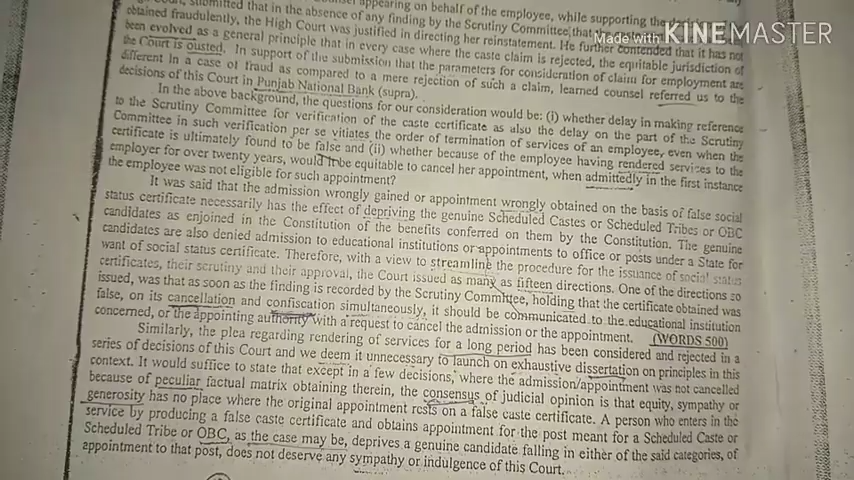 appearing on behalf of the employee, while supporting the
Court, submitted that in the absence of any finding by the Scrutiny Committee that
obtained fraudulently, the High Court was justified in directing her reinstatement. He further contended that it has not
been evolved as a general principle that in every case where the caste claim is rejected, the equitable jurisdiction of
the Court is ousted. In support of the submission that the parameters for consideration of claim for employment are
different in a case of fraud as compared to a mere rejection of such a claim, learned counsel referred us to the
decisions of this Court in Punjab National Bank (supra).
In the above background, the questions for our consideration would be: (i) whether delay in making reference
to the Scrutiny Committee for verification of the caste certificate as also the delay on the part of the Scrutiny
Committee in such verification per se vitiates the order of termination of services of an employee, even when the
certificate is ultimately found to be false and (ii) whether because of the employee having rendered services to the
employer for over twenty years, would it be equitable to cancel her appointment, when admittedly in the first instance
the employee was not eligible for such appointment?
It was said that the admission wrongly gained or appointment wrongly obtained on the basis of false social
status certificate necessarily has the effect of depriving the genuine Scheduled Castes or Scheduled Tribes or OBC
candidates as enjoined in the Constitution of the benefits conferred on them by the Constitution. The genuine
candidates are also denied admission to educational institutions or appointments to office or posts under a State for
want of social status certificate. Therefore, with a view to streamline the procedure for the issuance of social status
certificates, their scrutiny and their approval, the Court issued as many as fifteen directions. One of the directions so
issued, was that as soon as the finding is recorded by the Scrutiny Committee, holding that the certificate obtained was
false, on its cancellation and confiscation simultaneously, it should be communicated to the educational institution
concerned, or the appointing authority with a request to cancel the admission or the appointment. (WORDS 500)
Similarly, the plea regarding rendering of services for a long period has been considered and rejected in a
series of decisions of this Court and we deem it unnecessary to launch on exhaustive dissertation on principles in this
context. It would suffice to state that except in a few decisions, where the admission/appointment was not cancelled
because of peculiar factual matrix obtaining therein, the consensus of judicial opinion is that equity, sympathy or
generosity has no place where the original appointment rests on a false caste certificate. A person who enters in the
service by producing a false caste certificate and obtains appointment for the post meant for a Scheduled Caste or
Scheduled Tribe or OBC, as the case may be, deprives a genuine candidate falling in either of the said categories, of
appointment to that post, does not deserve any sympathy or indulgence of this Court.
Made with KINEMASTER